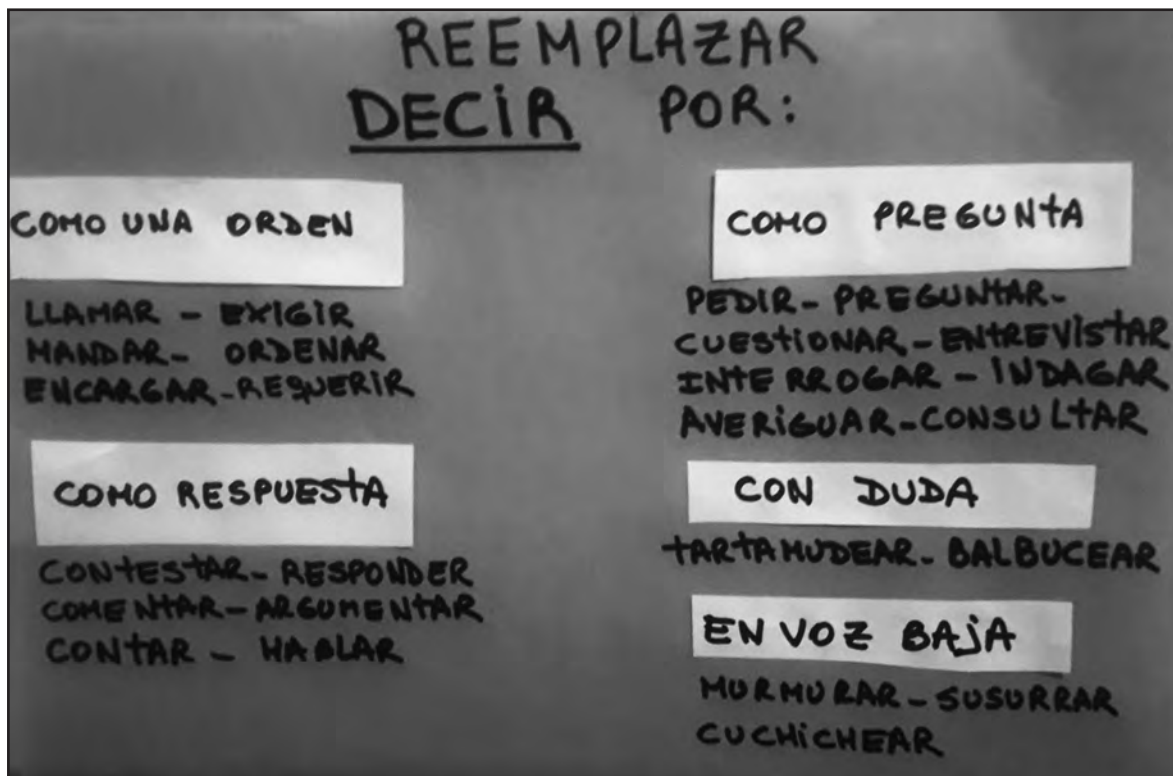 REEMPLAZAR
DECIR POR:
COMO UNA ORDEN
LLAMAR - EXIGIR
MANDAR - ORDENAR
ENCARGAR - REQUERIR
COMO RESPUESTA
CONTESTAR - RESPONDER
COMENTAR - ARGUMENTAR
CONTAR - HABLAR
COMO PREGUNTA
PEDIR - PREGUNTAR -
CUESTIONAR - ENTREVISTAR
INTERROGAR - INDAGAR
AVERIGUAR - CONSULTAR
CON DUDA
TARTAMUDEAR - BALBUCEAR
EN VOZ BAJA
MURMURAR - SUSURRAR
CUCHICHEAR